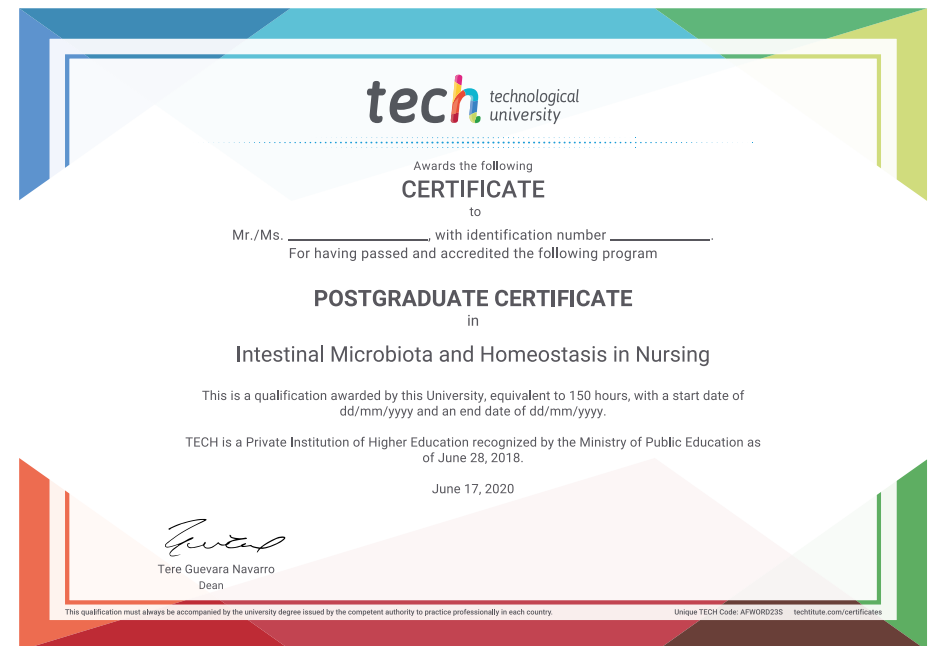 tech technological
university
Awards the following
CERTIFICATE
to
Mr./Ms. ____________________, with identification number ______________.
For having passed and accredited the following program
POSTGRADUATE CERTIFICATE
in
Intestinal Microbiota and Homeostasis in Nursing
This is a qualification awarded by this University, equivalent to 150 hours, with a start date of
dd/mm/yyyy and an end date of dd/mm/yyyy.
TECH is a Private Institution of Higher Education recognized by the Ministry of Public Education as
of June 28, 2018.
June 17, 2020
Tere Guevara Navarro
Dean
This qualification must always be accompanied by the university degree issued by the competent authority to practice professionally in each country. Unique TECH Code: AFWORD23S techtitute.com/certificates